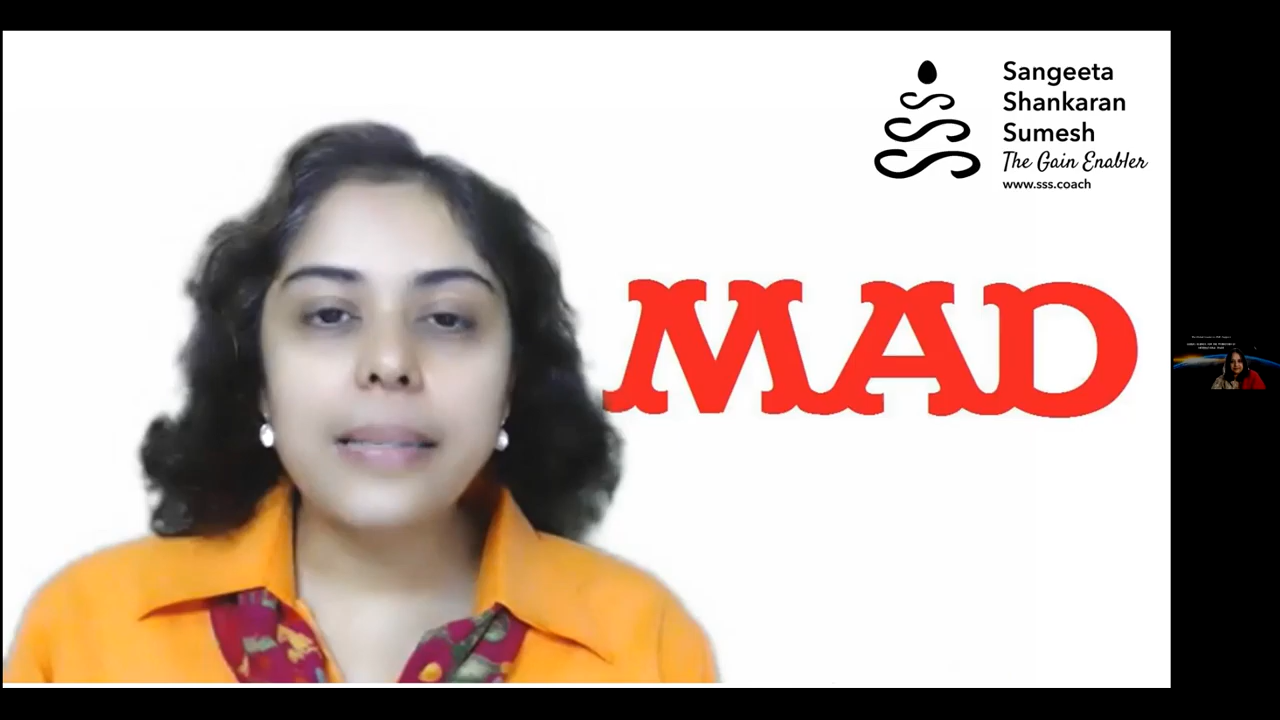 Sangeeta
Shankaran
Sumesh
The Gain Enabler
www.sss.coach
MAD